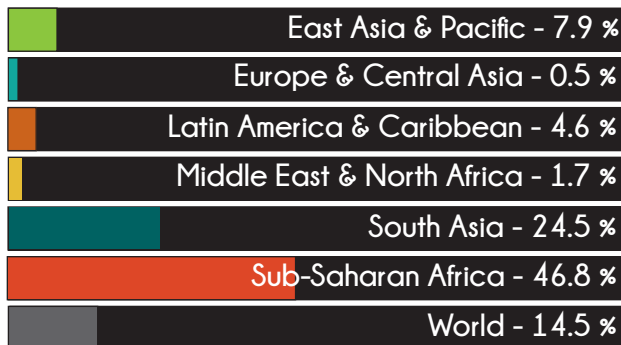 East Asia & Pacific - 7.9 %
Europe & Central Asia - 0.5 %
Latin America & Caribbean - 4.6 %
Middle East & North Africa - 1.7 %
South Asia - 24.5 %
Sub-Saharan Africa - 46.8 %
World - 14.5 %